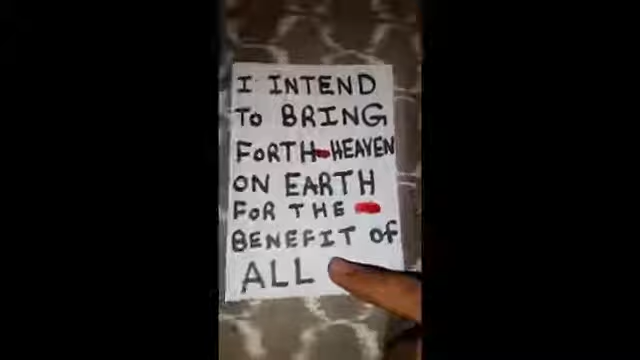 I INTEND
TO BRING
FORTH HEAVEN
ON EARTH
FOR THE
BENEFIT OF
ALL